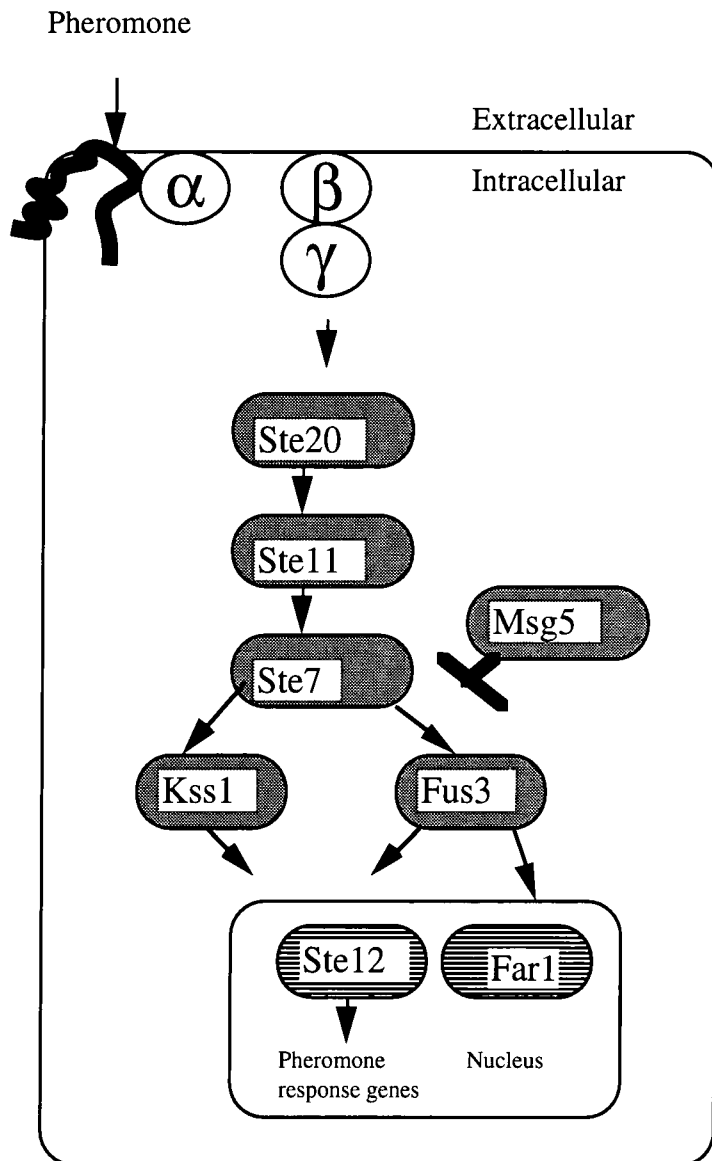 Pheromone
Extracellular
Intracellular
α
β
γ
Ste20
Ste11
Msg5
Ste7
Kss1
Fus3
Ste12
Far1
Pheromone
response genes
Nucleus